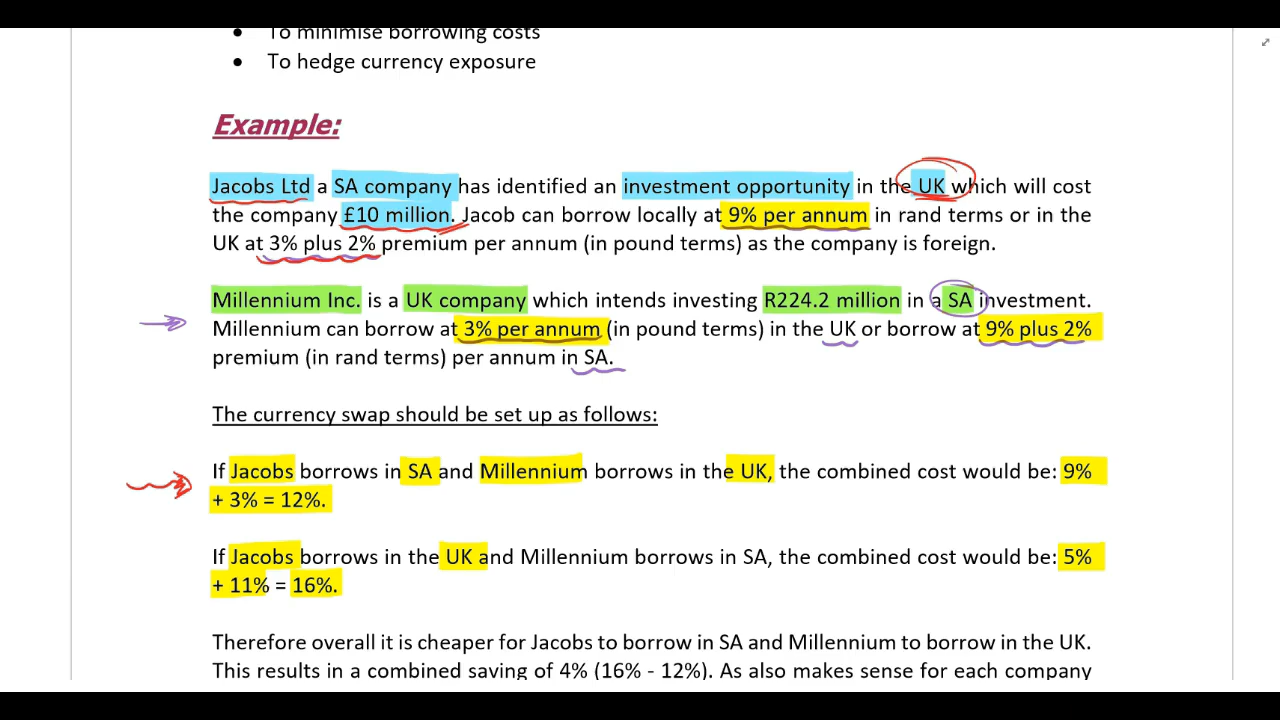 • To minimise borrowing costs
• To hedge currency exposure
Example:
Jacobs Ltd a SA company has identified an investment opportunity in the UK which will cost
the company £10 million. Jacob can borrow locally at 9% per annum in rand terms or in the
UK at 3% plus 2% premium per annum (in pound terms) as the company is foreign.
Millennium Inc. is a UK company which intends investing R224.2 million in a SA investment.
Millennium can borrow at 3% per annum (in pound terms) in the UK or borrow at 9% plus 2%
premium (in rand terms) per annum in SA.
The currency swap should be set up as follows:
If Jacobs borrows in SA and Millennium borrows in the UK, the combined cost would be: 9%
+ 3% = 12%.
If Jacobs borrows in the UK and Millennium borrows in SA, the combined cost would be: 5%
+ 11% = 16%.
Therefore overall it is cheaper for Jacobs to borrow in SA and Millennium to borrow in the UK.
This results in a combined saving of 4% (16% - 12%). As also makes sense for each company